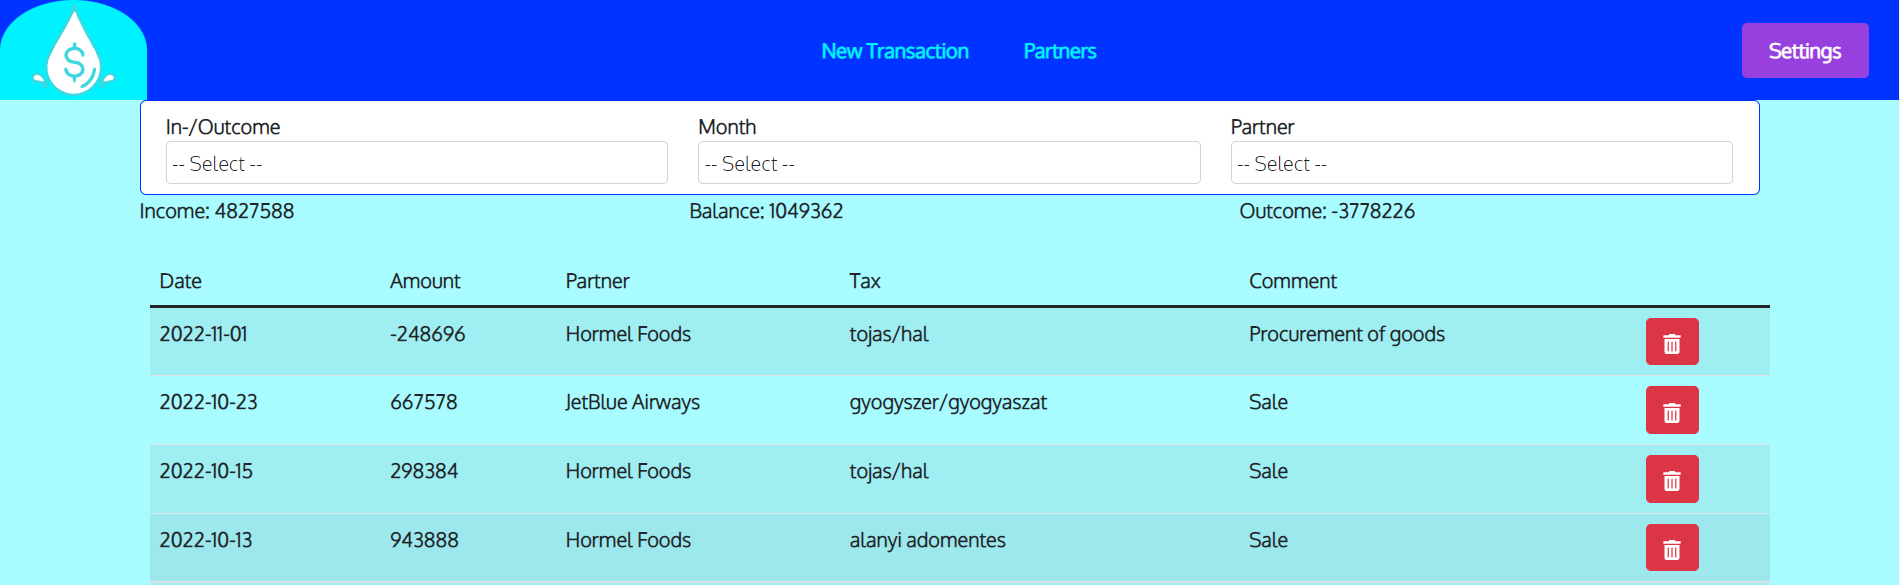 $
New Transaction Partners Settings
In-/Outcome Month Partner
-- Select -- -- Select -- -- Select --
Income: 4827588 Balance: 1049362 Outcome: -3778226
Date Amount Partner Tax Comment
2022-11-01 -248696 Hormel Foods tojas/hal Procurement of goods
2022-10-23 667578 JetBlue Airways gyogyszer/gyogyaszat Sale
2022-10-15 298384 Hormel Foods tojas/hal Sale
2022-10-13 943888 Hormel Foods alanyi adomentes Sale